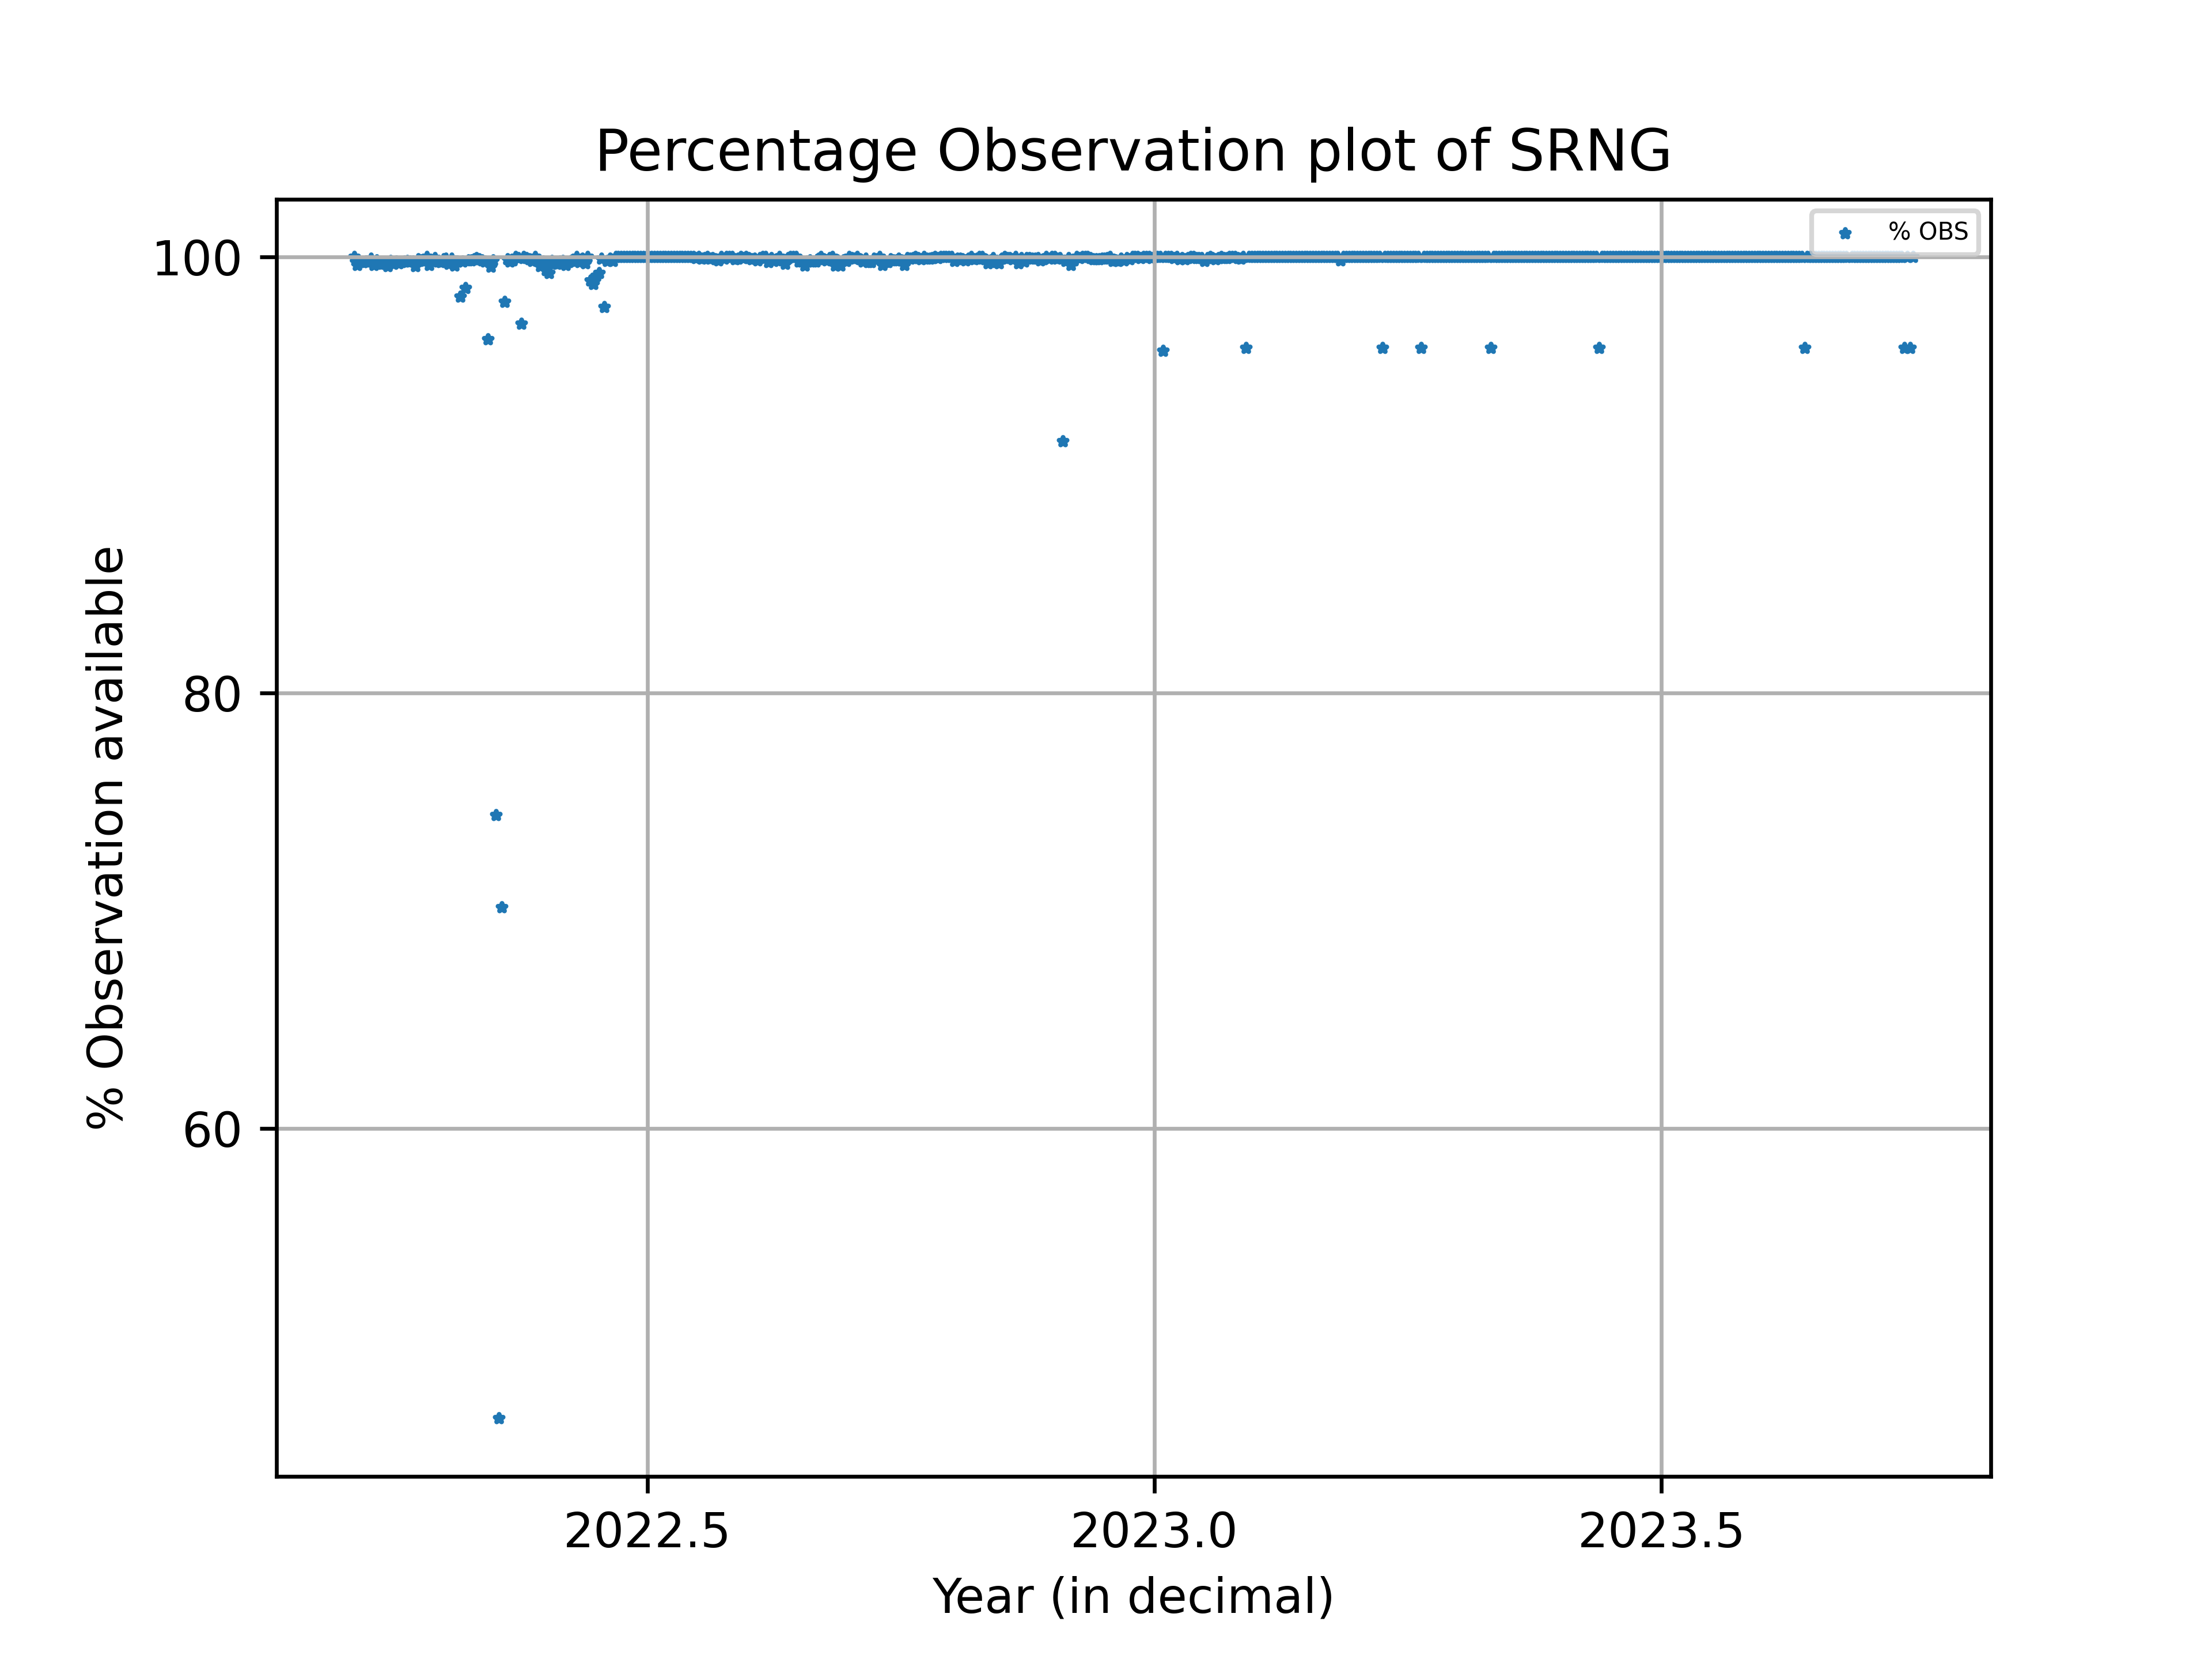 Percentage Observation plot of SRNG
% OBS
100
80
60
% Observation available
2022.5 2023.0 2023.5
Year (in decimal)